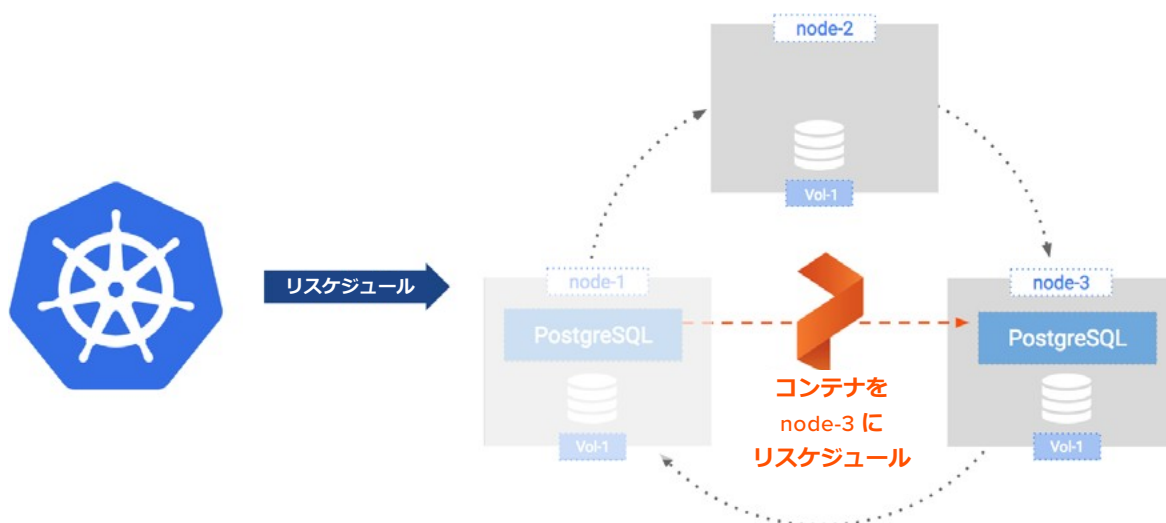 node-2
Vol-1
リスケジュール
node-1
PostgreSQL
Vol-1
コンテナを
node-3 に
リスケジュール
node-3
PostgreSQL
Vol-1